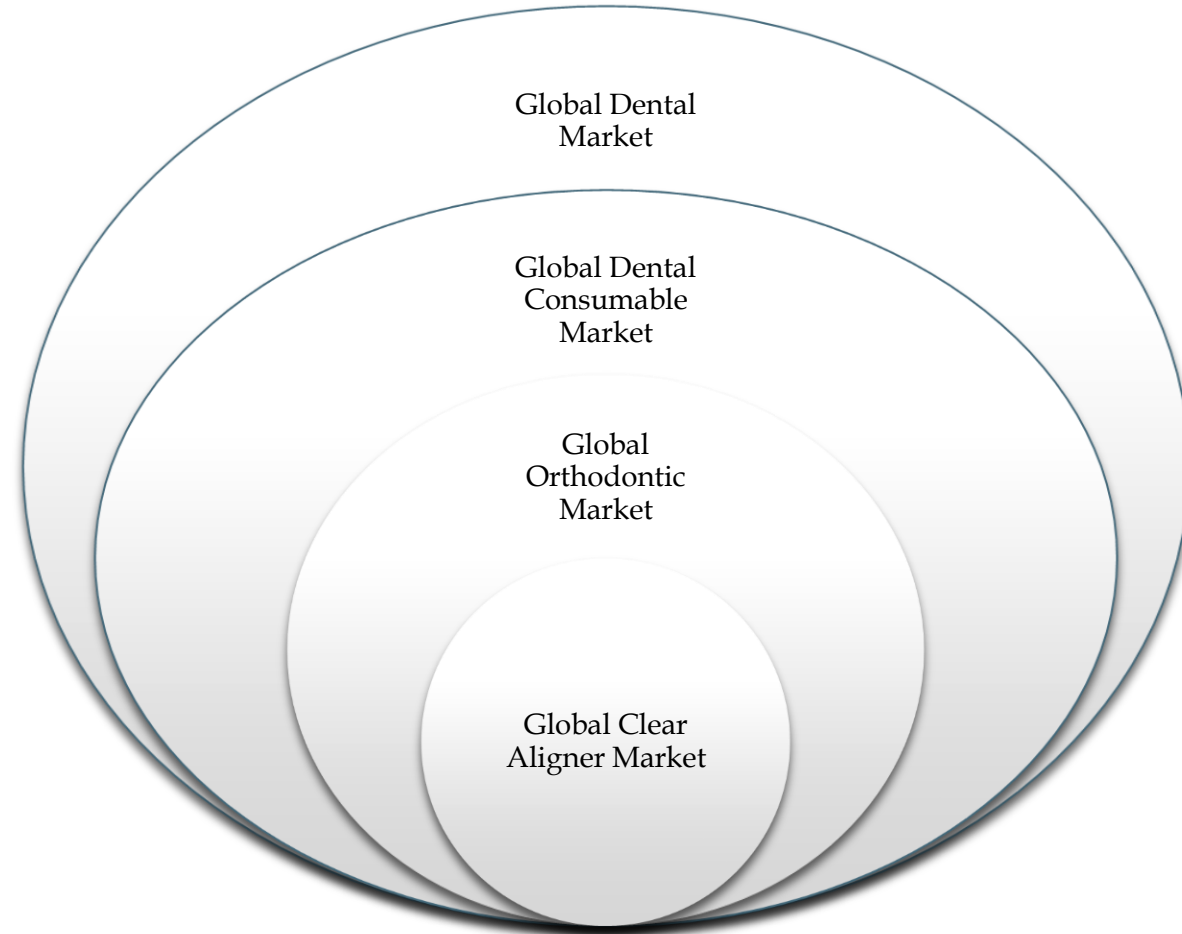 Global Dental
Market
Global Dental
Consumable
Market
Global
Orthodontic
Market
Global Clear
Aligner Market